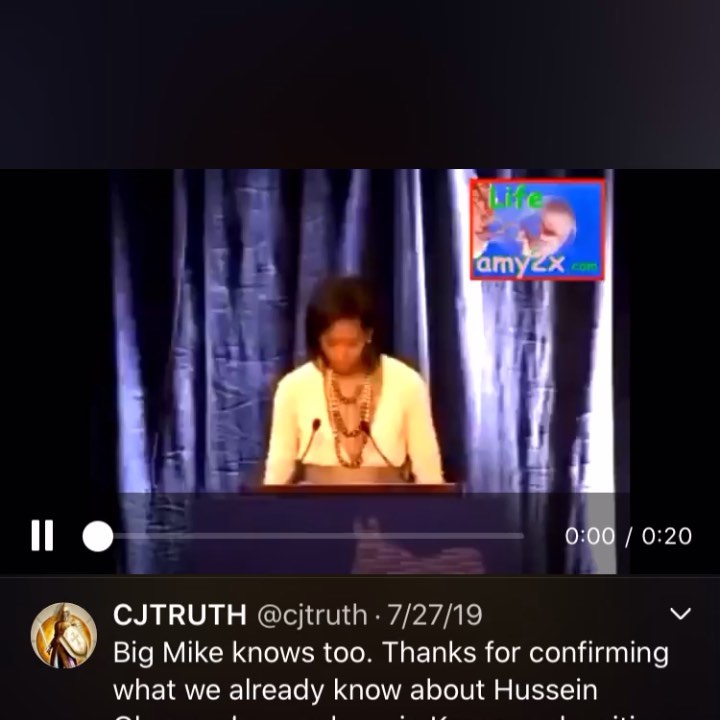 Life
amy2x.com
0:00 / 0:20
CJTRUTH @cjtruth · 7/27/19
Big Mike knows too. Thanks for confirming
what we already know about Hussein